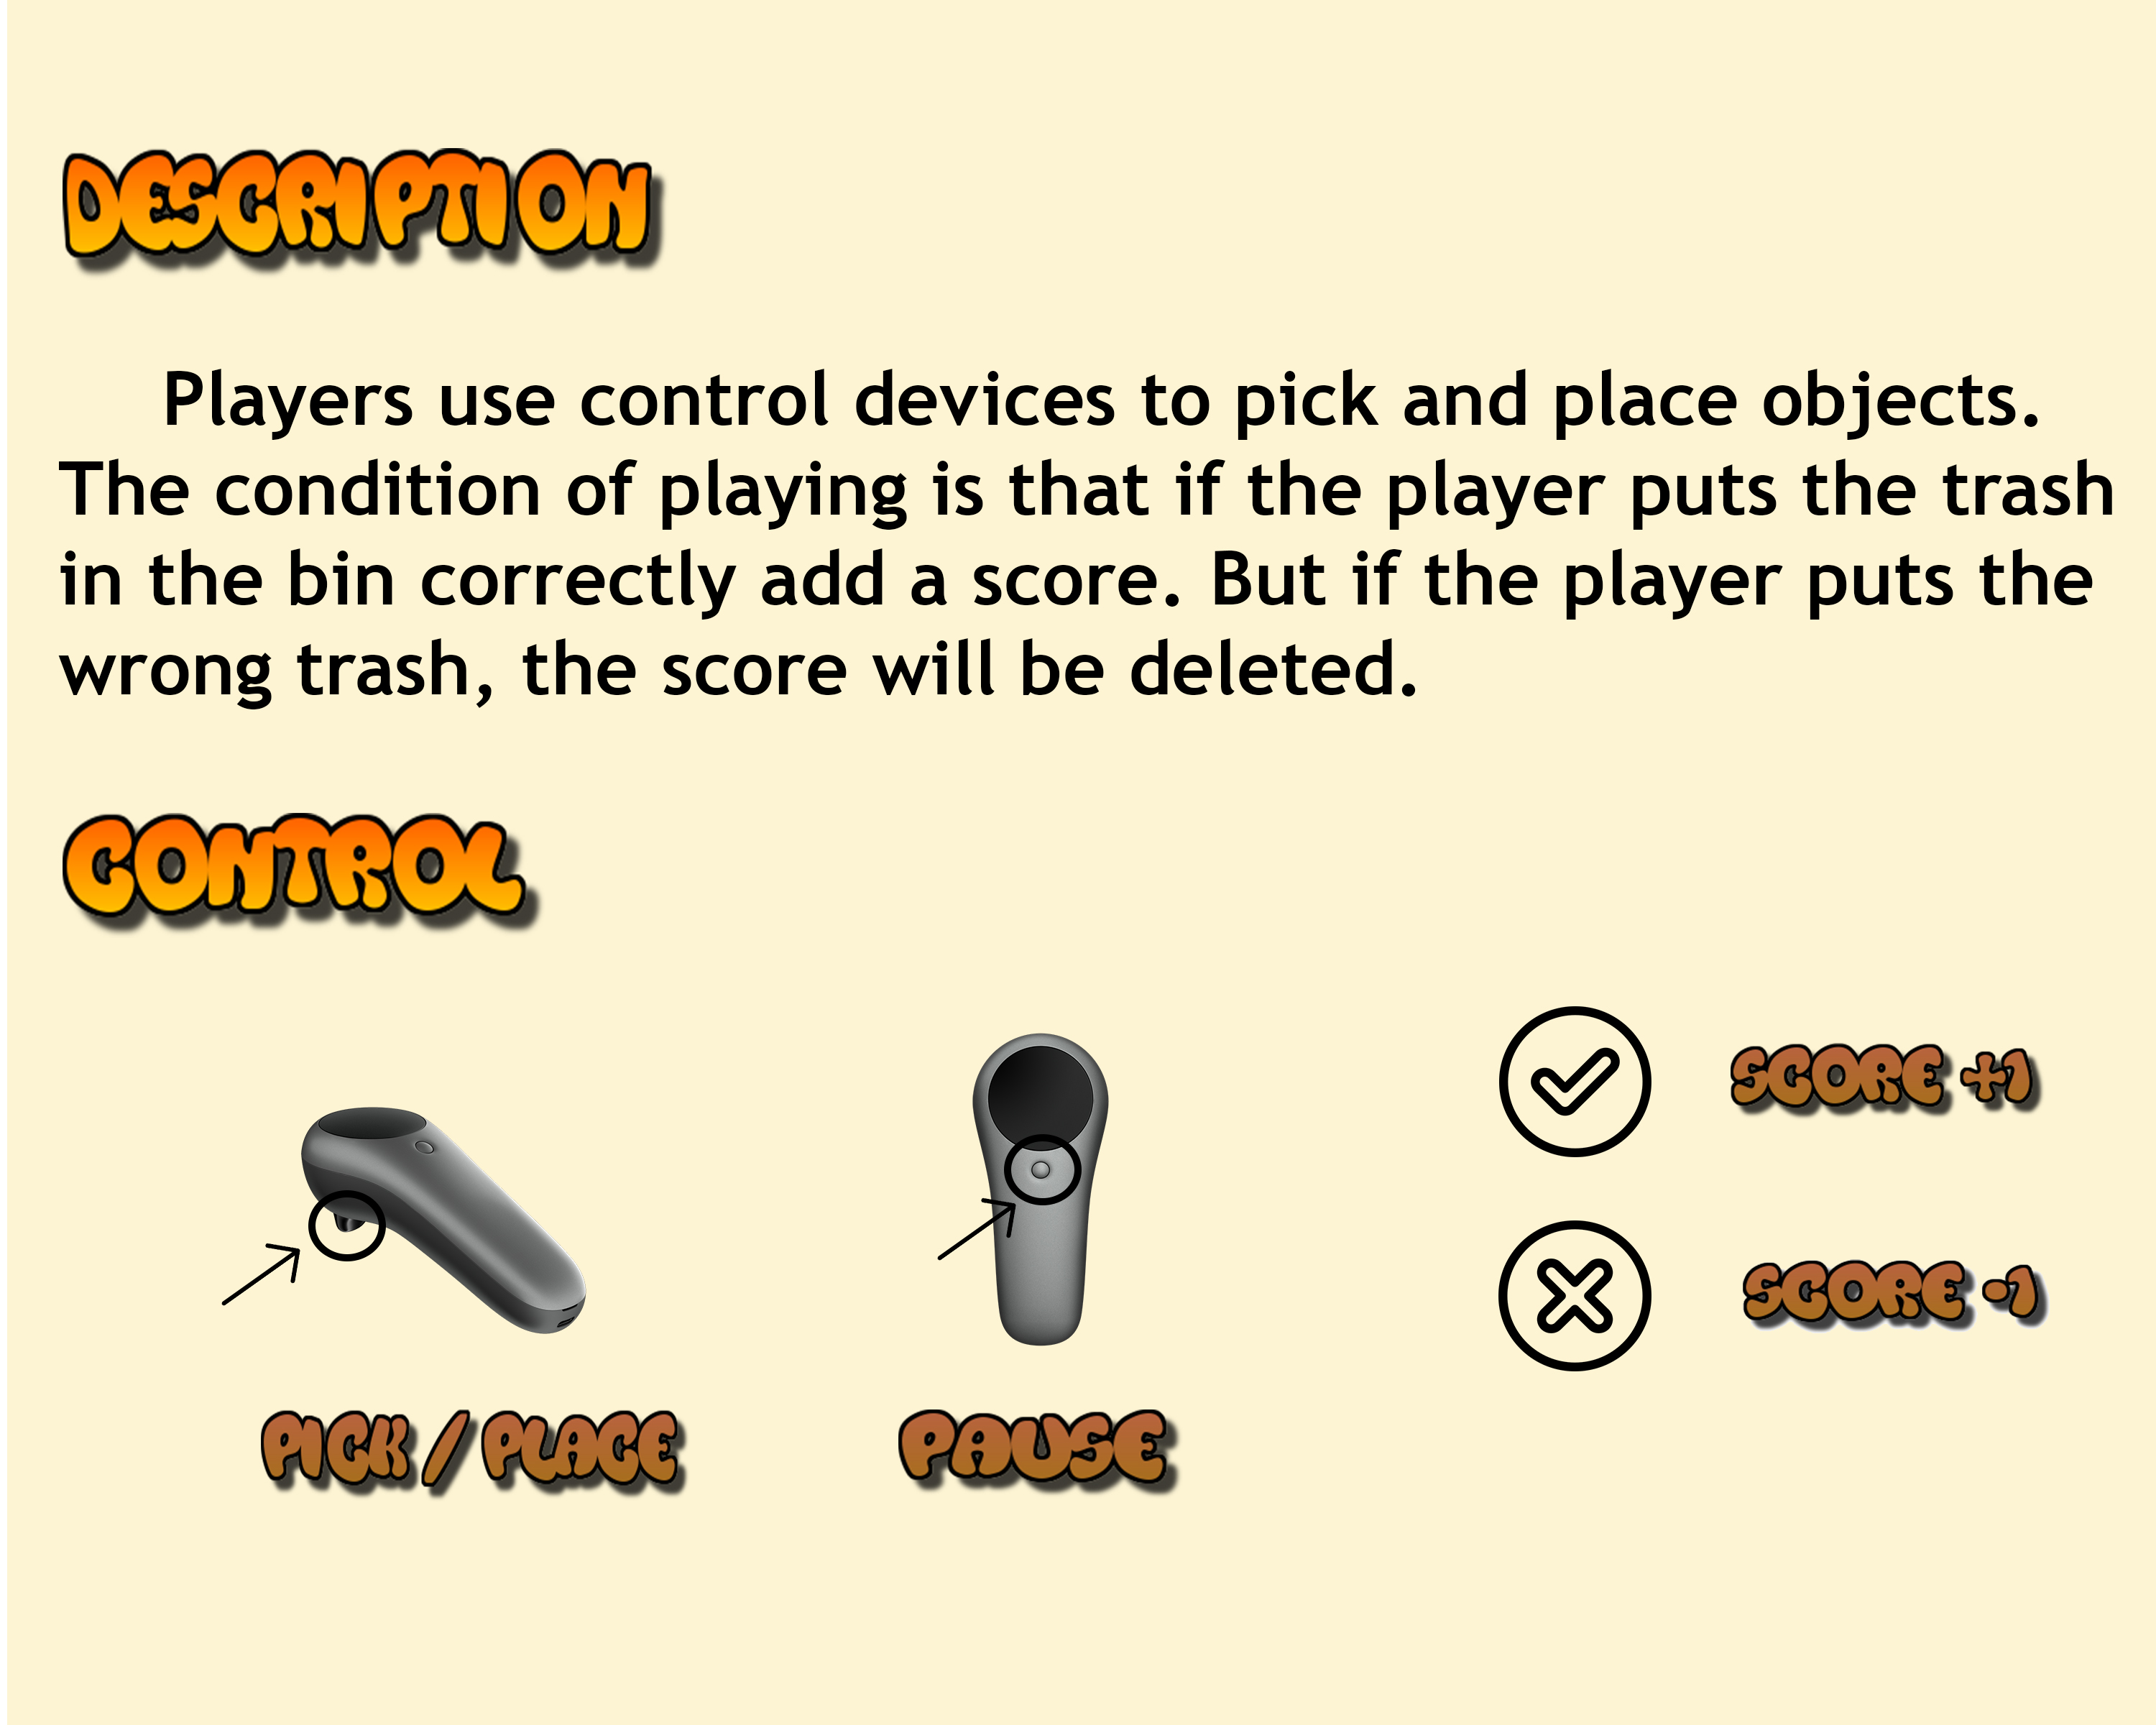 DESCRIPTION
Players use control devices to pick and place objects.
The condition of playing is that if the player puts the trash
in the bin correctly add a score. But if the player puts the
wrong trash, the score will be deleted.
CONTROL
SCORE +1
SCORE -1
PICK / PLACE
PAUSE